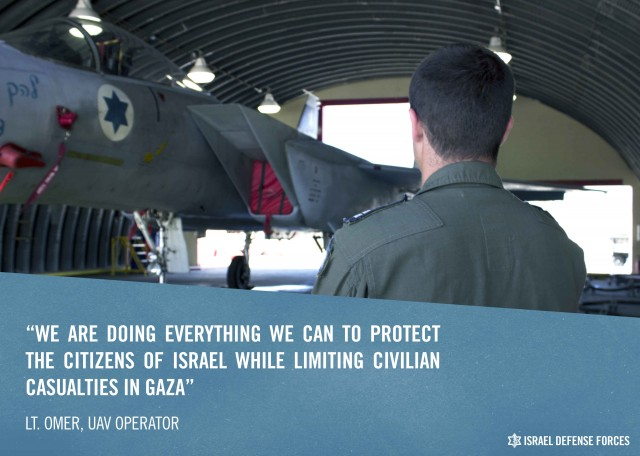 להק
“WE ARE DOING EVERYTHING WE CAN TO PROTECT
THE CITIZENS OF ISRAEL WHILE LIMITING CIVILIAN
CASUALTIES IN GAZA”
LT. OMER, UAV OPERATOR
ISRAEL DEFENSE FORCES